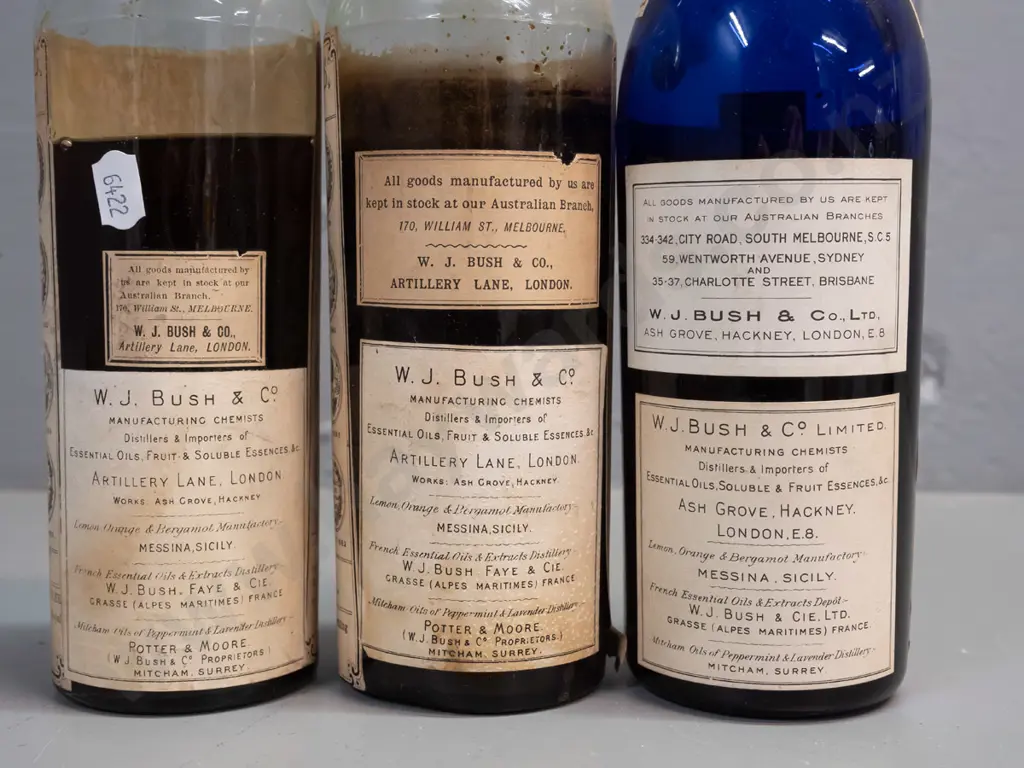 6422
All goods manufactured by
us are kept in stock at our
Australian Branch.
170, William St., MELBOURNE.
W. J. BUSH & CO.,
Artillery Lane, LONDON.
W. J. BUSH & Co.
MANUFACTURING CHEMISTS
Distillers & Importers of
ESSENTIAL OILS, FRUIT & SOLUBLE ESSENCES, &c.
ARTILLERY LANE, LONDON
WORKS: ASH GROVE, HACKNEY
Lemon, Orange & Bergamot Manufactory:-
MESSINA, SICILY.
French Essential Oils & Extracts Distillery:-
W. J. BUSH, FAYE & CIE.
GRASSE (ALPES MARITIMES) FRANCE
Mitcham Oils of Peppermint & Lavender Distillery:-
POTTER & MOORE.
(W. J. BUSH & Co PROPRIETORS)
MITCHAM, SURREY.
All goods manufactured by us are
kept in stock at our Australian Branch,
170, WILLIAM ST., MELBOURNE,
W. J. BUSH & CO.,
ARTILLERY LANE, LONDON.
W. J. BUSH & Co.
MANUFACTURING CHEMISTS
Distillers & Importers of
ESSENTIAL OILS, FRUIT & SOLUBLE ESSENCES, &c
ARTILLERY LANE, LONDON.
WORKS: ASH GROVE, HACKNEY.
Lemon, Orange & Bergamot Manufactory:-
MESSINA, SICILY.
French Essential Oils & Extracts Distillery:-
W. J. BUSH FAYE & CIE.
GRASSE (ALPES MARITIMES) FRANCE
Mitcham Oils of Peppermint & Lavender Distillery:-
POTTER & MOORE.
(W. J. BUSH & Co PROPRIETORS.)
MITCHAM, SURREY.
ALL GOODS MANUFACTURED BY US ARE KEPT
IN STOCK AT OUR AUSTRALIAN BRANCHES
334-342, CITY ROAD, SOUTH MELBOURNE, S.C.5
59, WENTWORTH AVENUE, SYDNEY
AND
35-37, CHARLOTTE STREET, BRISBANE
W. J. BUSH & Co., LTD,
ASH GROVE, HACKNEY, LONDON, E.8
W. J. BUSH & Co LIMITED.
MANUFACTURING CHEMISTS
Distillers & Importers of
ESSENTIAL OILS, SOLUBLE & FRUIT ESSENCES, &c.
ASH GROVE, HACKNEY.
LONDON, E.8.
Lemon, Orange & Bergamot Manufactory:-
MESSINA, SICILY.
French Essential Oils & Extracts Depôt:-
W. J. BUSH & CIE. LTD.
GRASSE (ALPES MARITIMES) FRANCE.
Mitcham Oils of Peppermint & Lavender Distillery:-
MITCHAM, SURREY